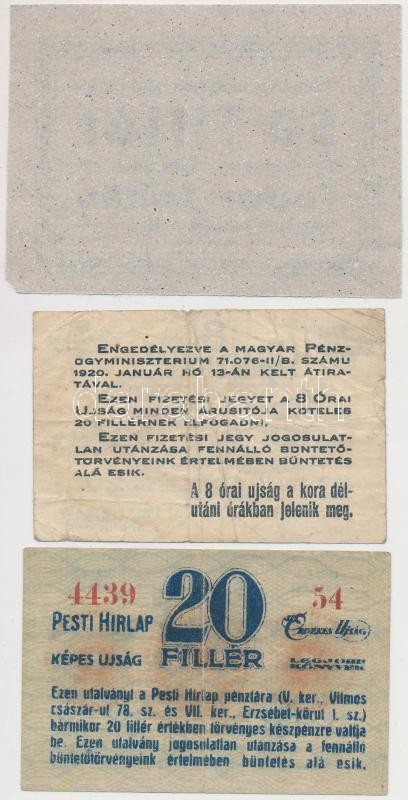 ENGEDÉLYEZVE A MAGYAR PÉNZ-
ÜGYMINISZTERIUM 71.076-II/B. SZÁMU
1920. JANUÁR HÓ 13-ÁN KELT ÁTIRA-
TÁVAL.
EZEN FIZETÉSI JEGYET A 8 ÓRAI
UJSÁG MINDEN ÁRUSITÓJA KÖTELES
20 FILLÉRNEK ELFOGADNI.
EZEN FIZETÉSI JEGY JOGOSULAT-
LAN UTÁNZÁSA FENNÁLLÓ BÜNTETŐ-
TÖRVÉNYEINK ÉRTELMÉBEN BÜNTETÉS
ALÁ ESIK.
A 8 órai ujság a kora dél-
utáni órákban jelenik meg.
4439 20 54
PESTI HIRLAP Érdekes Ujság
KÉPES UJSÁG FILLÉR LEGJOBB
KÖNYVEK
Ezen utalványt a Pesti Hirlap pénztára (V. ker., Vilmos
császár-ut 78. sz. és VII. ker., Erzsébet-körut 1. sz.)
bármikor 20 fillér értékben törvényes készpénzre váltja
be. Ezen utalvány jogosulatlan utánzása a fennálló
büntetőtörvényeink értelmében büntetés alá esik.